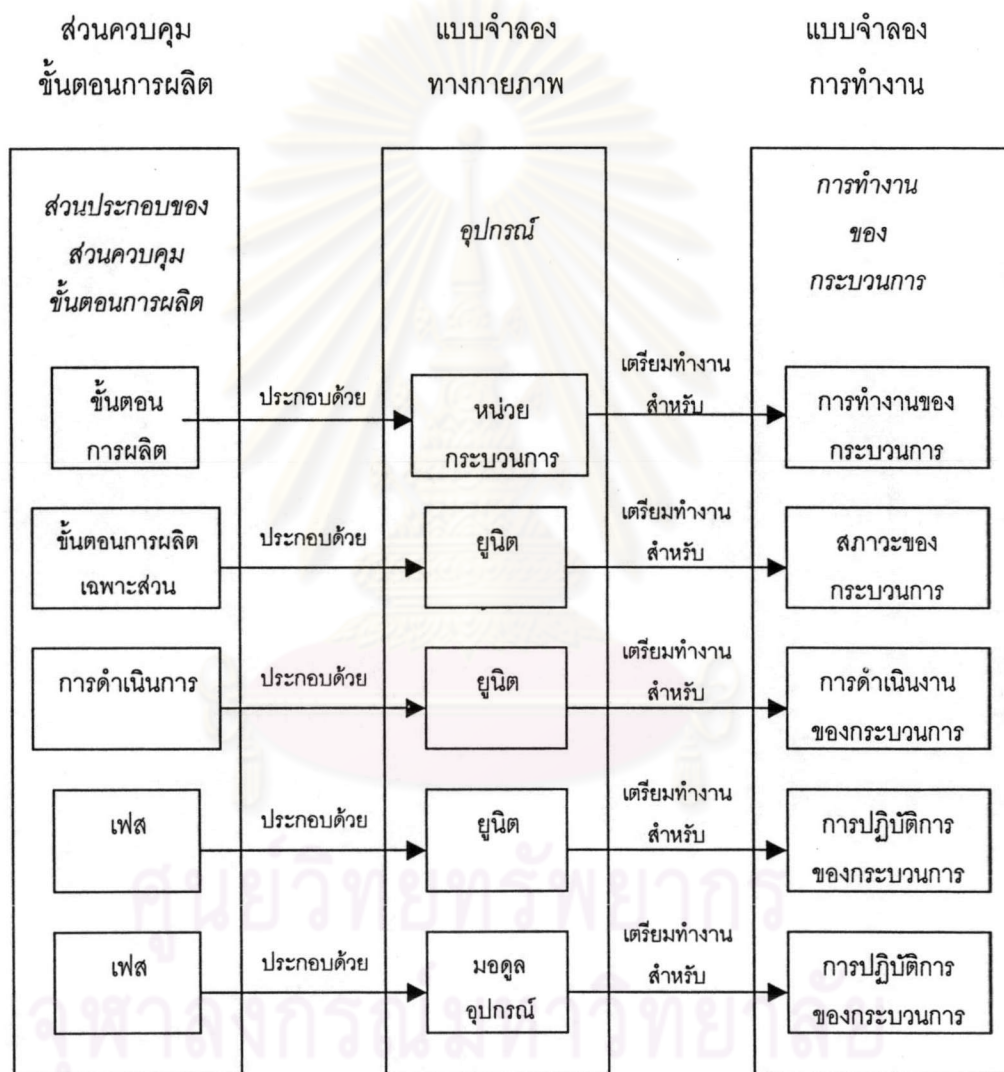 ส่วนควบคุม
ขั้นตอนการผลิต
แบบจำลอง
ทางกายภาพ
แบบจำลอง
การทำงาน
ส่วนประกอบของ
ส่วนควบคุม
ขั้นตอนการผลิต
อุปกรณ์
การทำงาน
ของ
กระบวนการ
ขั้นตอน
การผลิต
ประกอบด้วย
หน่วย
กระบวนการ
เตรียมทำงาน
สำหรับ
การทำงานของ
กระบวนการ
ขั้นตอนการผลิต
เฉพาะส่วน
ประกอบด้วย
ยูนิต
เตรียมทำงาน
สำหรับ
สภาวะของ
กระบวนการ
การดำเนินการ
ประกอบด้วย
ยูนิต
เตรียมทำงาน
สำหรับ
การดำเนินงาน
ของกระบวนการ
เฟส
ประกอบด้วย
ยูนิต
เตรียมทำงาน
สำหรับ
การปฏิบัติการ
ของกระบวนการ
เฟส
ประกอบด้วย
มอดูล
อุปกรณ์
เตรียมทำงาน
สำหรับ
การปฏิบัติการ
ของกระบวนการ
ศูนย์วิทยทรัพยากร
จุฬาลงกรณ์มหาวิทยาลัย